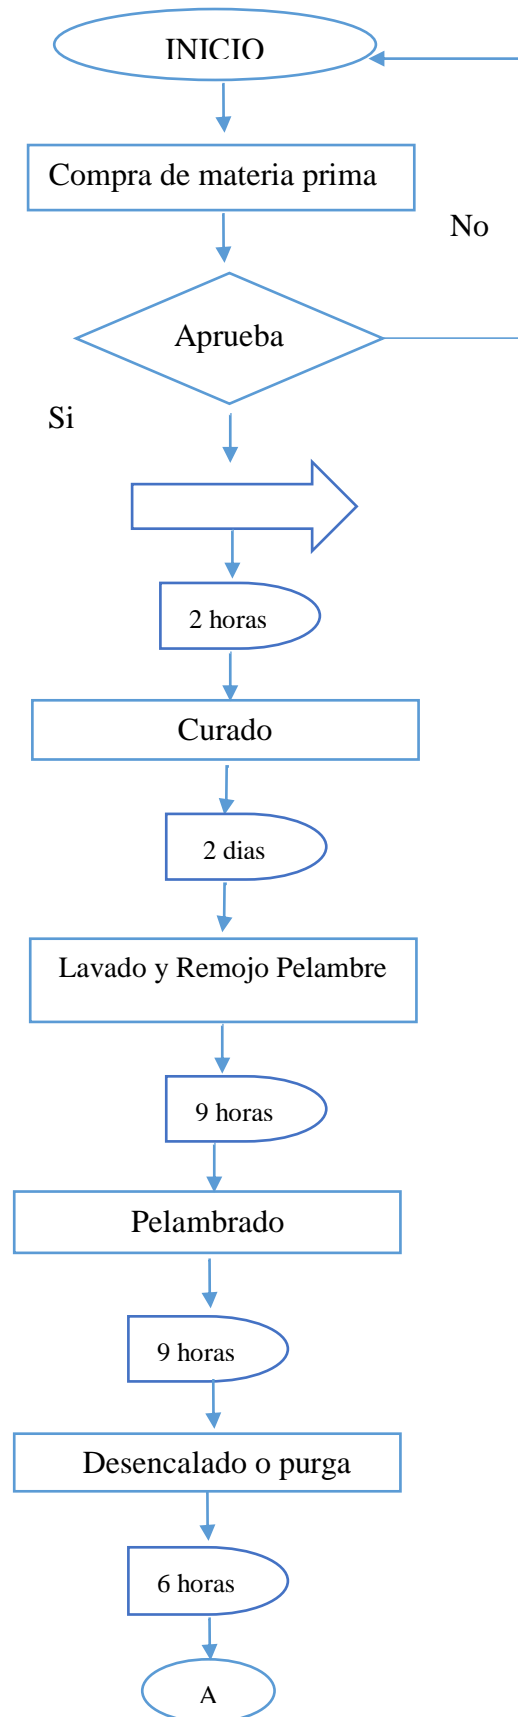 INICIO
Compra de materia prima
No
Aprueba
Si
2 horas
Curado
2 dias
Lavado y Remojo Pelambre
9 horas
Pelambrado
9 horas
Desencalado o purga
6 horas
A